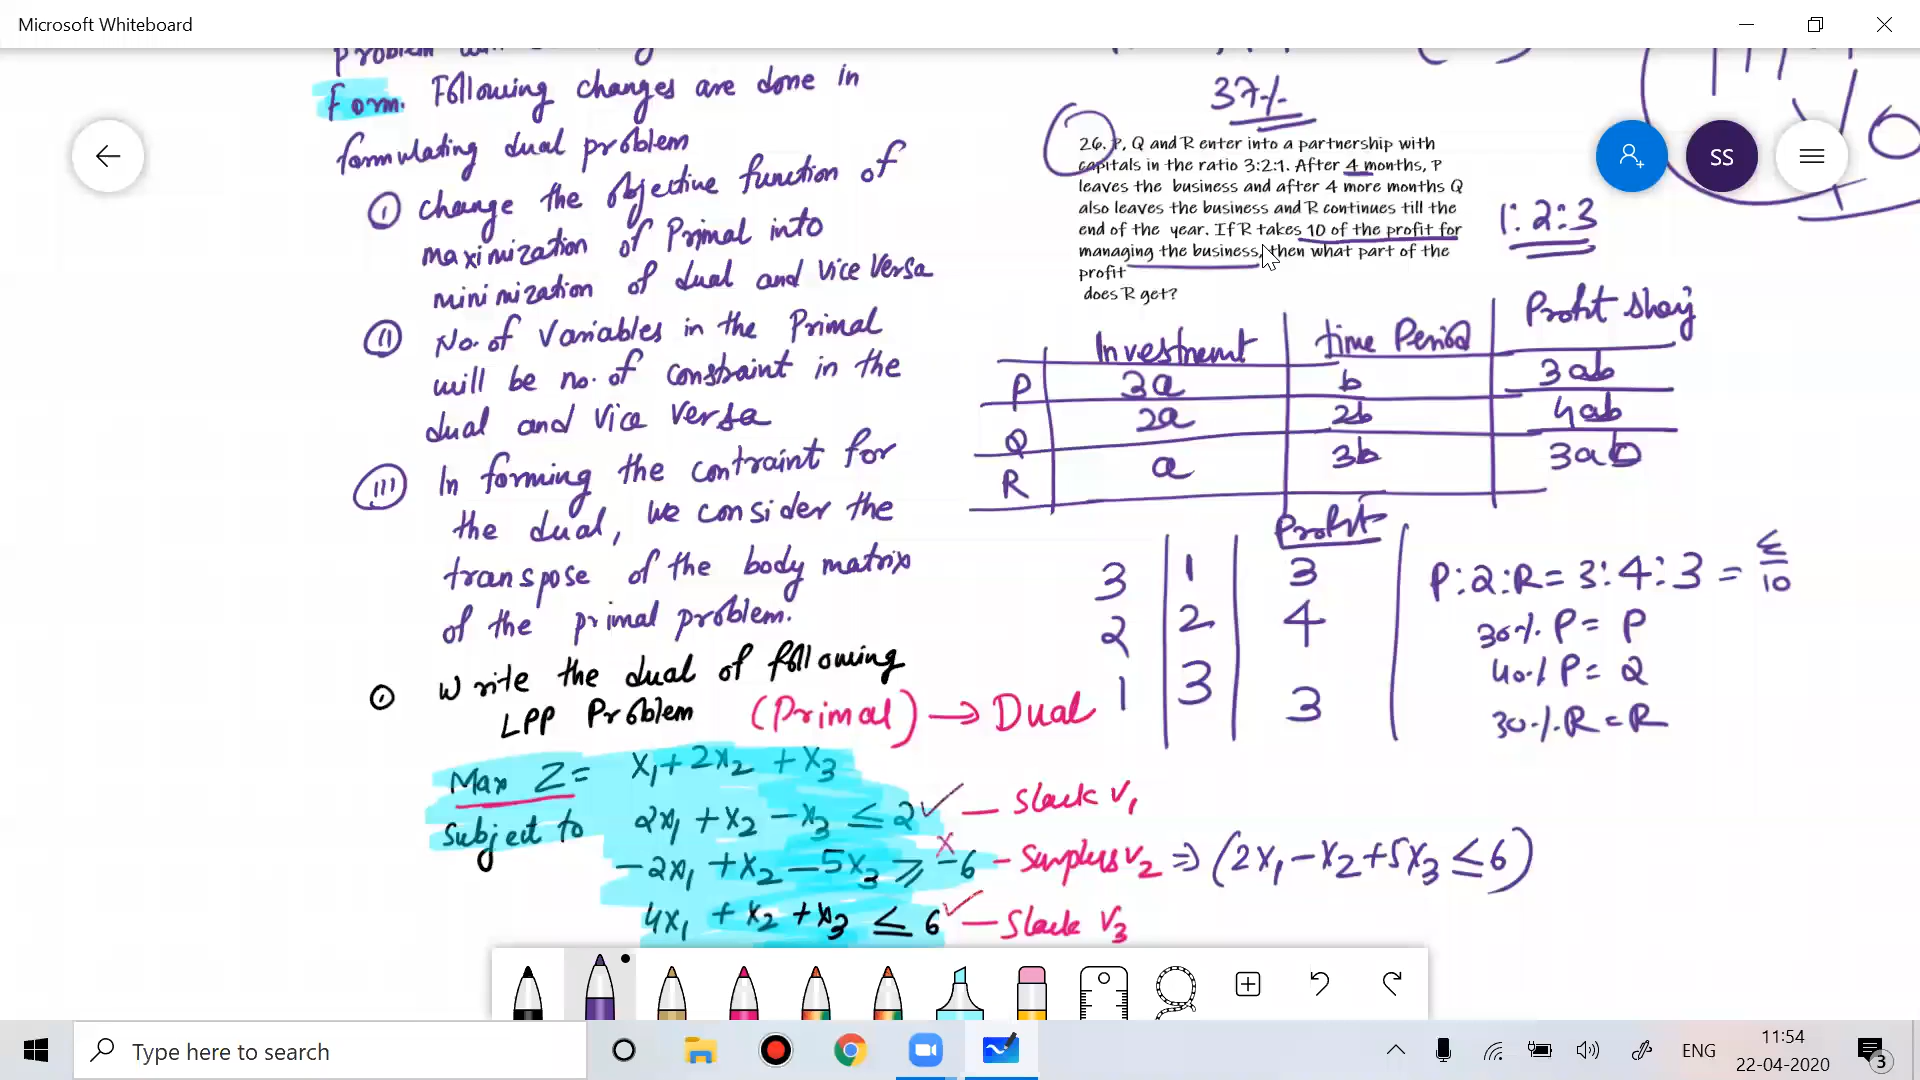 Microsoft Whiteboard
Form. Following changes are done in
formulating dual problem
① change the objective function of
maximization of Primal into
minimization of dual and Vice Versa
② No. of Variables in the Primal
will be no. of constraint in the
dual and Vice Versa
③ In forming the contraint for
the dual, we consider the
transpose of the body matrix
of the primal problem.
① Write the dual of following
LPP Problem (Primal) → Dual
Max Z = x₁ + 2x₂ + x₃
Subject to 2x₁ + x₂ - x₃ ≤ 2 ✓ — Slack V₁
-2x₁ + x₂ - 5x₃ ⩾ -6 x - Surplus V₂ ⇒ (2x₁ - x₂ + 5x₃ ≤ 6)
4x₁ + x₂ + x₃ ≤ 6 ✓ — Slack V₃
37%
26. P, Q and R enter into a partnership with
capitals in the ratio 3:2:1. After 4 months, P
leaves the business and after 4 more months Q
also leaves the business and R continues till the
end of the year. If R takes 10 of the profit for
managing the business, then what part of the
profit
does R get?
1:2:3
SS
Investment Time Period Profit Sharing
P 3a b 3ab
Q 2a 2b 4ab
R a 3b 3ab
Profit
3 1 3
2 2 4
1 3 3
P:Q:R = 3:4:3 = Σ/10
30% P = P
40% P = Q
30% R = R
Type here to search
ENG
11:54
22-04-2020
3